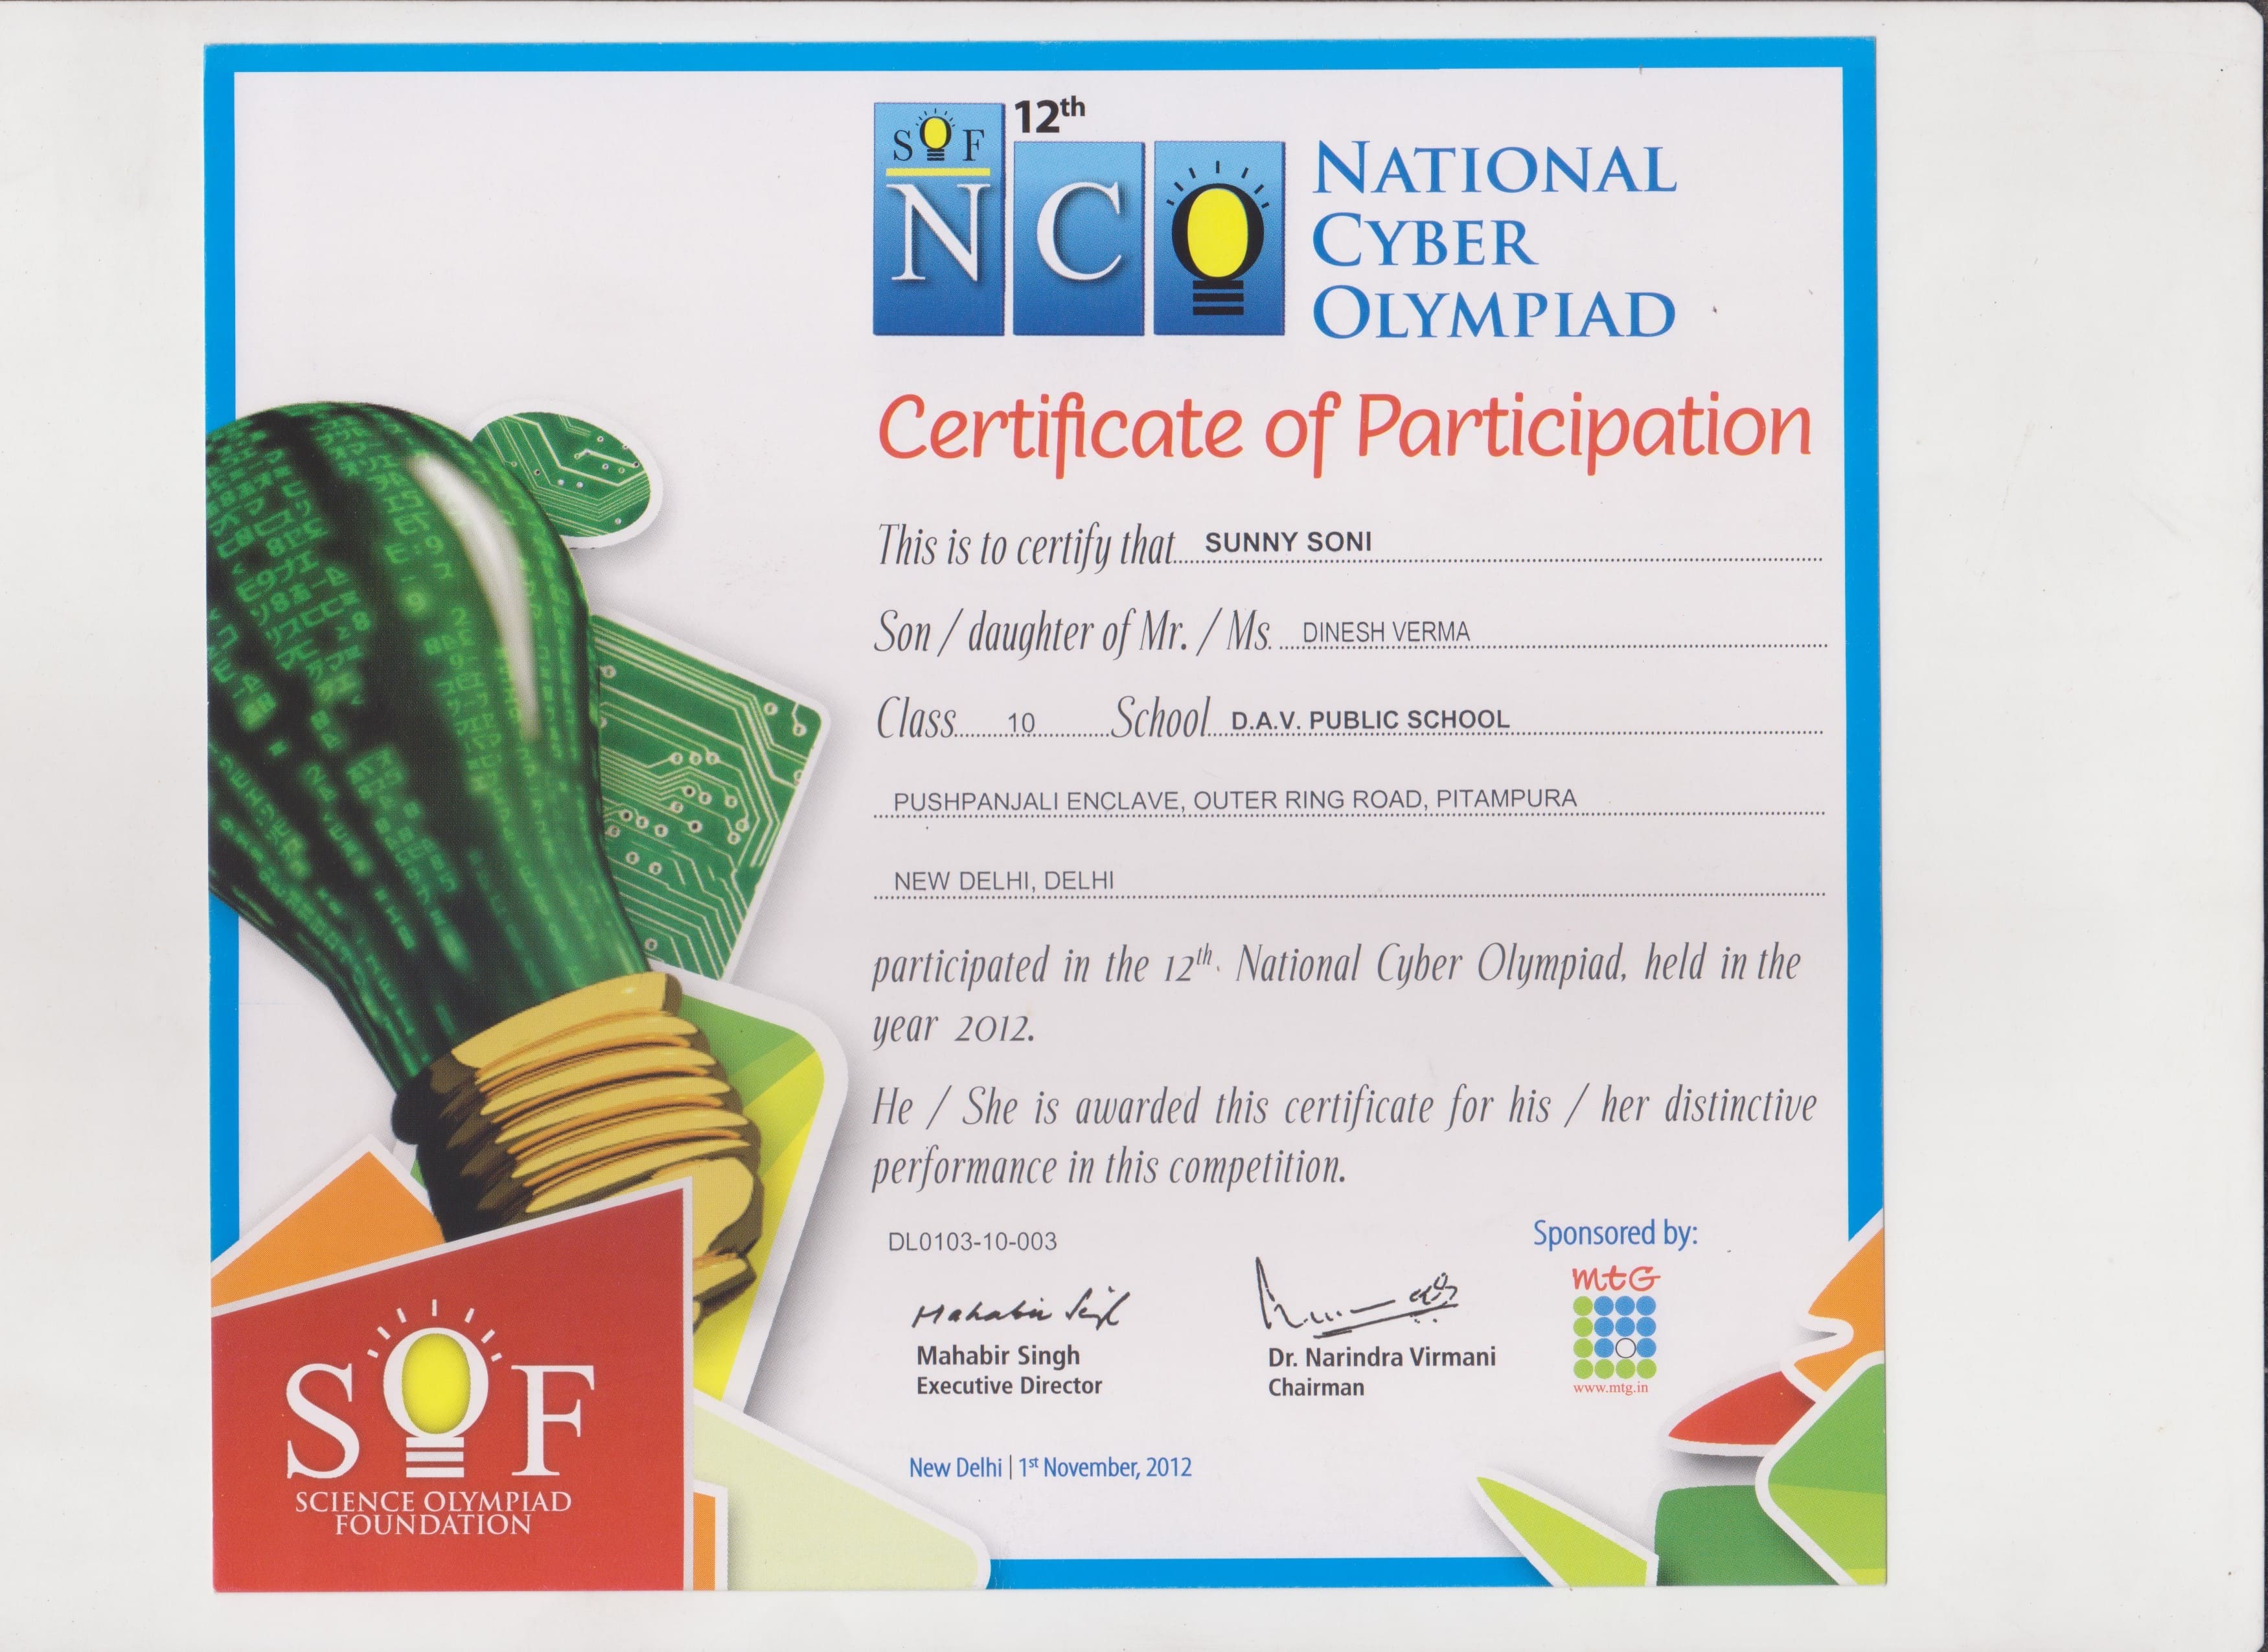 SOF
12th
NCO
NATIONAL
CYBER
OLYMPIAD
Certificate of Participation
This is to certify that SUNNY SONI
Son / daughter of Mr. / Ms. DINESH VERMA
Class 10 School D.A.V. PUBLIC SCHOOL
PUSHPANJALI ENCLAVE, OUTER RING ROAD, PITAMPURA
NEW DELHI, DELHI
participated in the 12th. National Cyber Olympiad, held in the
year 2012.
He / She is awarded this certificate for his / her distinctive
performance in this competition.
DL0103-10-003
Sponsored by:
mtG
www.mtg.in
Mahabir Singh
Mahabir Singh
Executive Director
Dr. Narindra Virmani
Chairman
New Delhi | 1st November, 2012
SOF
SCIENCE OLYMPIAD
FOUNDATION